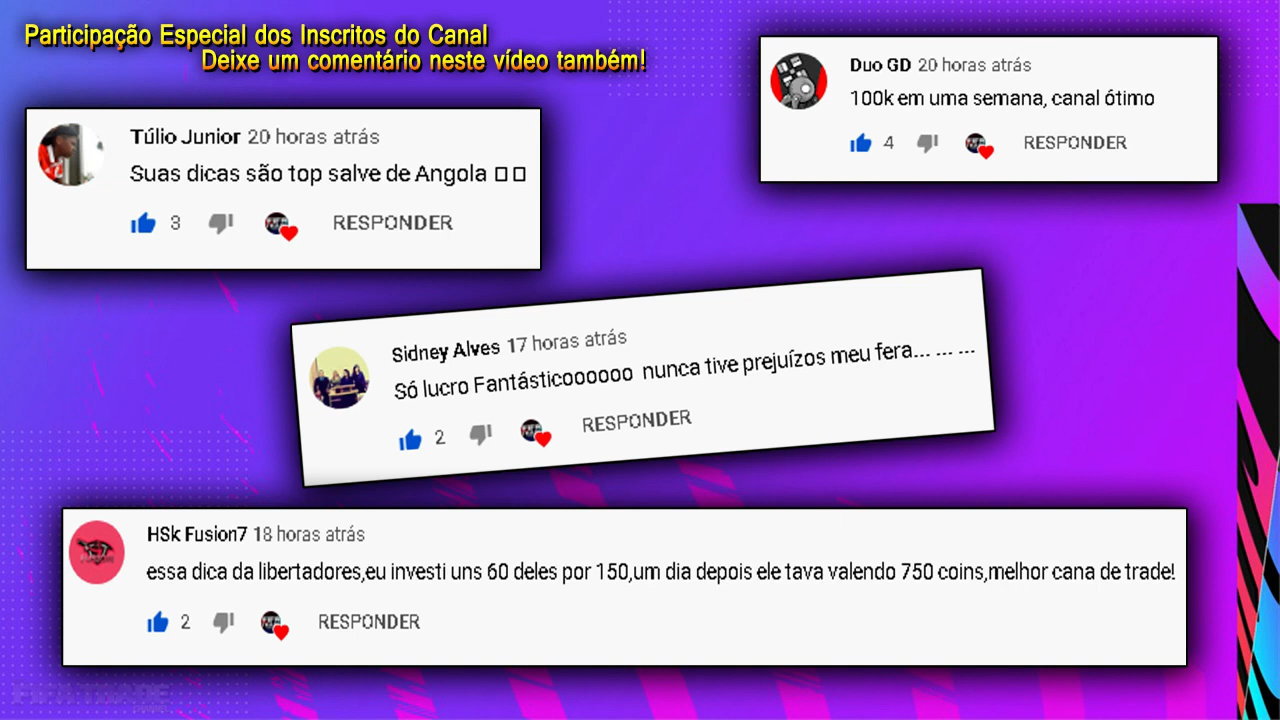 Participação Especial dos Inscritos do Canal
Deixe um comentário neste vídeo também!
Duo GD 20 horas atrás
100k em uma semana, canal ótimo
4 RESPONDER
Túlio Junior 20 horas atrás
Suas dicas são top salve de Angola
3 RESPONDER
Sidney Alves 17 horas atrás
Só lucro Fantásticoooooo nunca tive prejuízos meu fera... ... ...
2 RESPONDER
HSk Fusion7 18 horas atrás
essa dica da libertadores,eu investi uns 60 deles por 150,um dia depois ele tava valendo 750 coins,melhor cana de trade!
2 RESPONDER